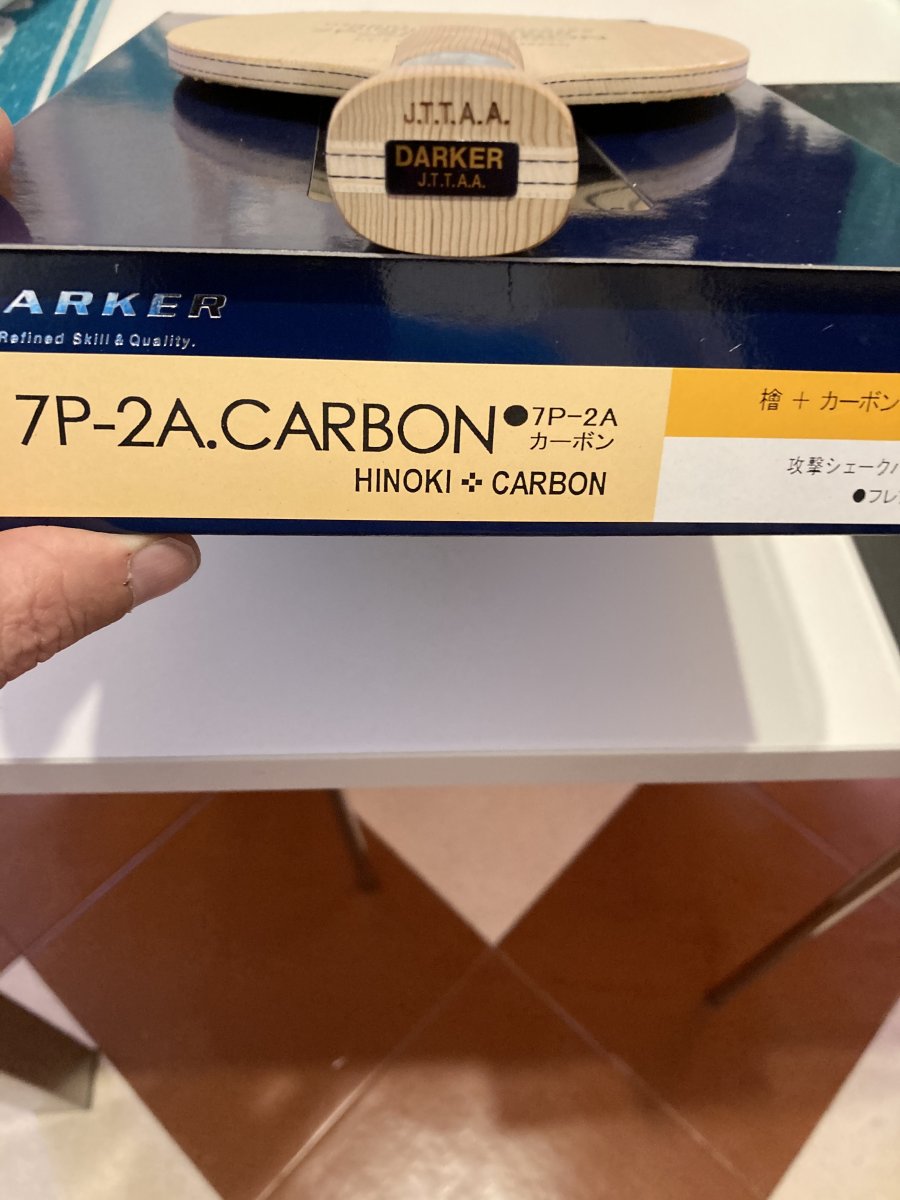 J.T.T.A.A.
DARKER
J.T.T.A.A.
ARKER
Refined Skill & Quality.
7P-2A.CARBON
●7P-2A
カーボン
HINOKI CARBON
檜 + カーボン
攻撃シェーク
●フレ